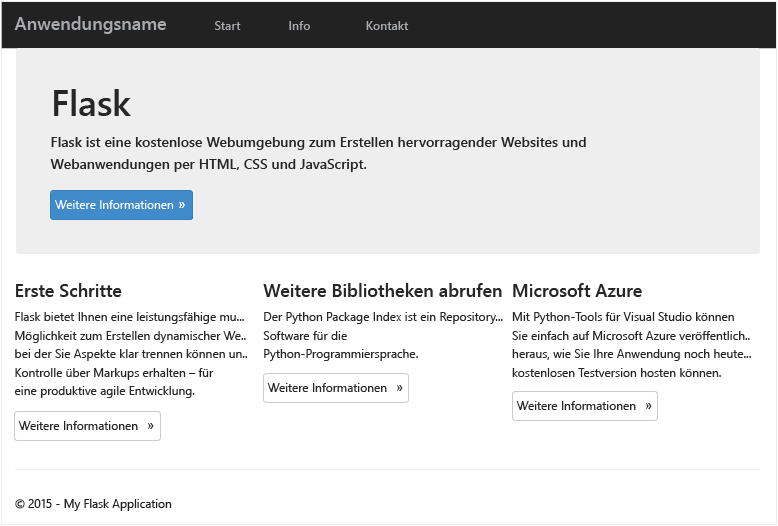 Anwendungsname Start Info Kontakt
Flask
Flask ist eine kostenlose Webumgebung zum Erstellen hervorragender Websites und
Webanwendungen per HTML, CSS und JavaScript.
Weitere Informationen »
Erste Schritte
Flask bietet Ihnen eine leistungsfähige mu...
Möglichkeit zum Erstellen dynamischer We..
bei der Sie Aspekte klar trennen können un..
Kontrolle über Markups erhalten – für
eine produktive agile Entwicklung.
Weitere Informationen »
Weitere Bibliotheken abrufen
Der Python Package Index ist ein Repository...
Software für die
Python-Programmiersprache.
Weitere Informationen »
Microsoft Azure
Mit Python-Tools für Visual Studio können
Sie einfach auf Microsoft Azure veröffentlich..
heraus, wie Sie Ihre Anwendung noch heute...
kostenlosen Testversion hosten können.
Weitere Informationen »
© 2015 - My Flask Application